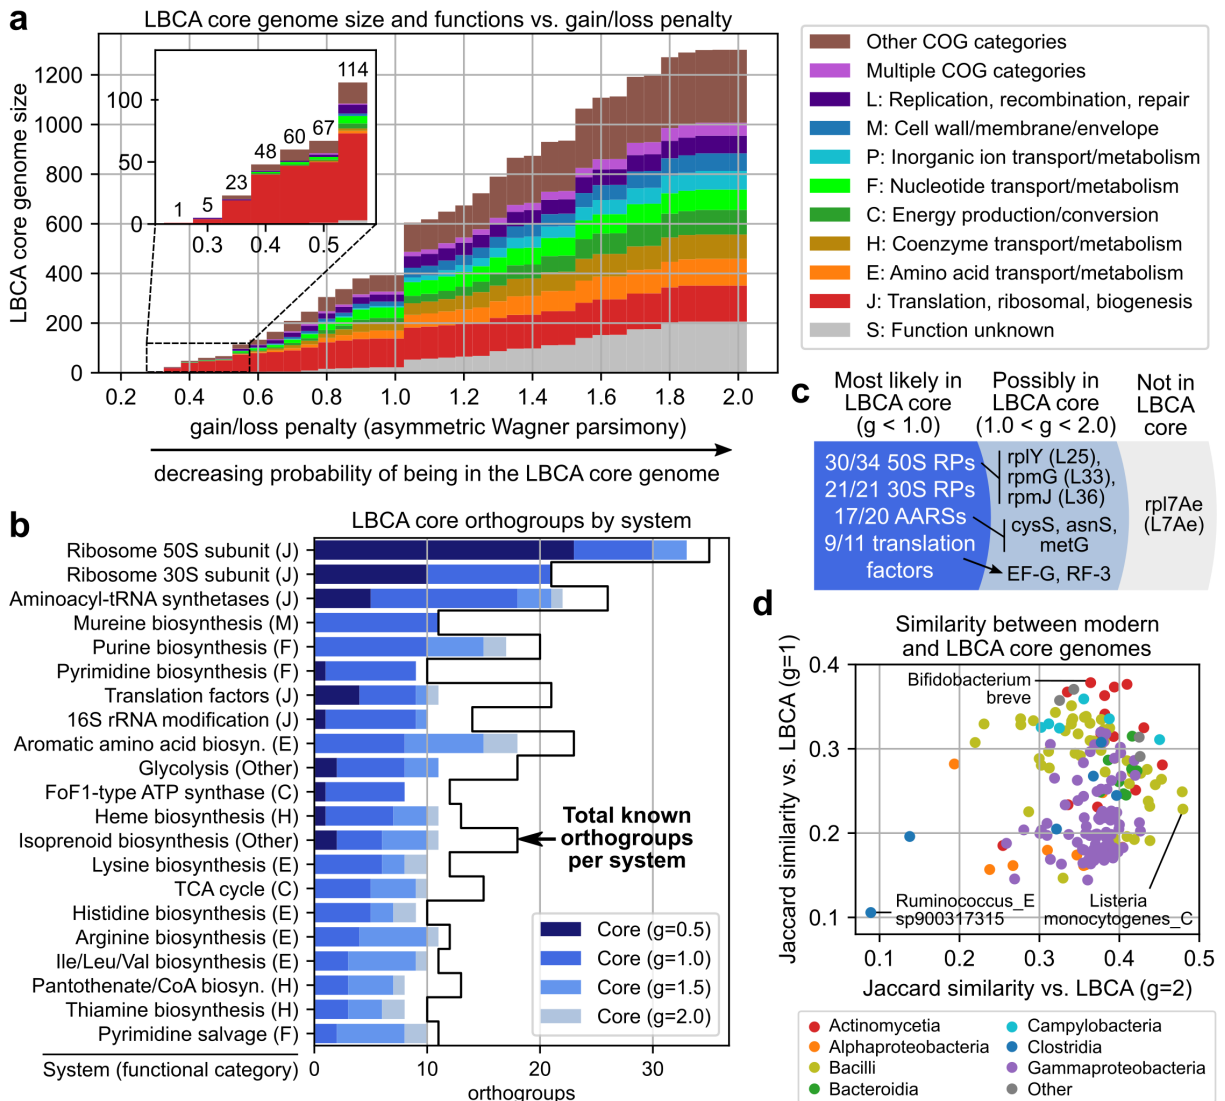 a
LBCA core genome size and functions vs. gain/loss penalty
LBCA core genome size
1200
1000
800
600
400
200
0
100
50
0
1
5
23
48
60
67
114
0.3
0.4
0.5
0.2
0.4
0.6
0.8
1.0
1.2
1.4
1.6
1.8
2.0
gain/loss penalty (asymmetric Wagner parsimony)
decreasing probability of being in the LBCA core genome
Other COG categories
Multiple COG categories
L: Replication, recombination, repair
M: Cell wall/membrane/envelope
P: Inorganic ion transport/metabolism
F: Nucleotide transport/metabolism
C: Energy production/conversion
H: Coenzyme transport/metabolism
E: Amino acid transport/metabolism
J: Translation, ribosomal, biogenesis
S: Function unknown
b
LBCA core orthogroups by system
Ribosome 50S subunit (J)
Ribosome 30S subunit (J)
Aminoacyl-tRNA synthetases (J)
Mureine biosynthesis (M)
Purine biosynthesis (F)
Pyrimidine biosynthesis (F)
Translation factors (J)
16S rRNA modification (J)
Aromatic amino acid biosyn. (E)
Glycolysis (Other)
FoF1-type ATP synthase (C)
Heme biosynthesis (H)
Isoprenoid biosynthesis (Other)
Lysine biosynthesis (E)
TCA cycle (C)
Histidine biosynthesis (E)
Arginine biosynthesis (E)
Ile/Leu/Val biosynthesis (E)
Pantothenate/CoA biosyn. (H)
Thiamine biosynthesis (H)
Pyrimidine salvage (F)
System (functional category)
Total known
orthogroups
per system
Core (g=0.5)
Core (g=1.0)
Core (g=1.5)
Core (g=2.0)
0
10
20
30
orthogroups
c
Most likely in
LBCA core
(g < 1.0)
Possibly in
LBCA core
(1.0 < g < 2.0)
Not in
LBCA
core
30/34 50S RPs
21/21 30S RPs
17/20 AARSs
9/11 translation
factors
rplY (L25),
rpmG (L33),
rpmJ (L36)
cysS, asnS,
metG
EF-G, RF-3
rpl7Ae
(L7Ae)
d
Similarity between modern
and LBCA core genomes
Jaccard similarity vs. LBCA (g=1)
0.4
0.3
0.2
0.1
Bifidobacterium
breve
Ruminococcus_E
sp900317315
Listeria
monocytogenes_C
0.1
0.2
0.3
0.4
0.5
Jaccard similarity vs. LBCA (g=2)
Actinomycetia
Alphaproteobacteria
Bacilli
Bacteroidia
Campylobacteria
Clostridia
Gammaproteobacteria
Other